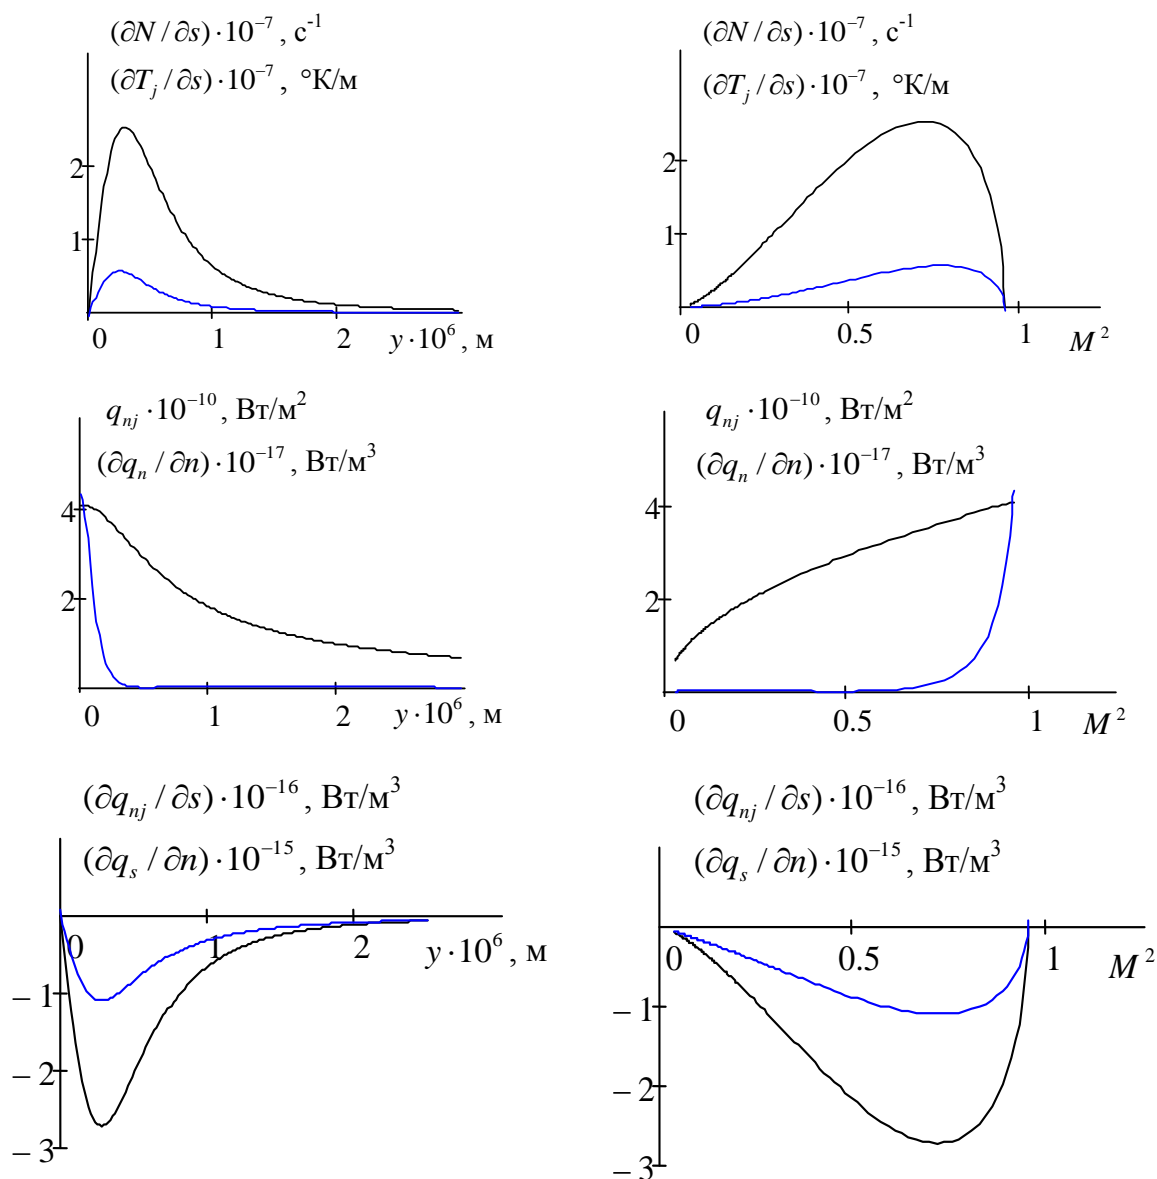 (∂N / ∂s) · 10⁻⁷ , с⁻¹
(∂T_j / ∂s) · 10⁻⁷ , °К/м
2
1
0 1 2 y·10⁶ , м
(∂N / ∂s) · 10⁻⁷ , с⁻¹
(∂T_j / ∂s) · 10⁻⁷ , °К/м
2
1
0 0.5 1 M²
q_nj · 10⁻¹⁰ , Вт/м²
(∂q_n / ∂n) · 10⁻¹⁷ , Вт/м³
4
2
0 1 2 y·10⁶ , м
q_nj · 10⁻¹⁰ , Вт/м²
(∂q_n / ∂n) · 10⁻¹⁷ , Вт/м³
4
2
0 0.5 1 M²
(∂q_nj / ∂s) · 10⁻¹⁶ , Вт/м³
(∂q_s / ∂n) · 10⁻¹⁵ , Вт/м³
0 1 2 y·10⁶ , м
− 1
− 2
− 3
(∂q_nj / ∂s) · 10⁻¹⁶ , Вт/м³
(∂q_s / ∂n) · 10⁻¹⁵ , Вт/м³
0 0.5 1 M²
− 1
− 2
− 3